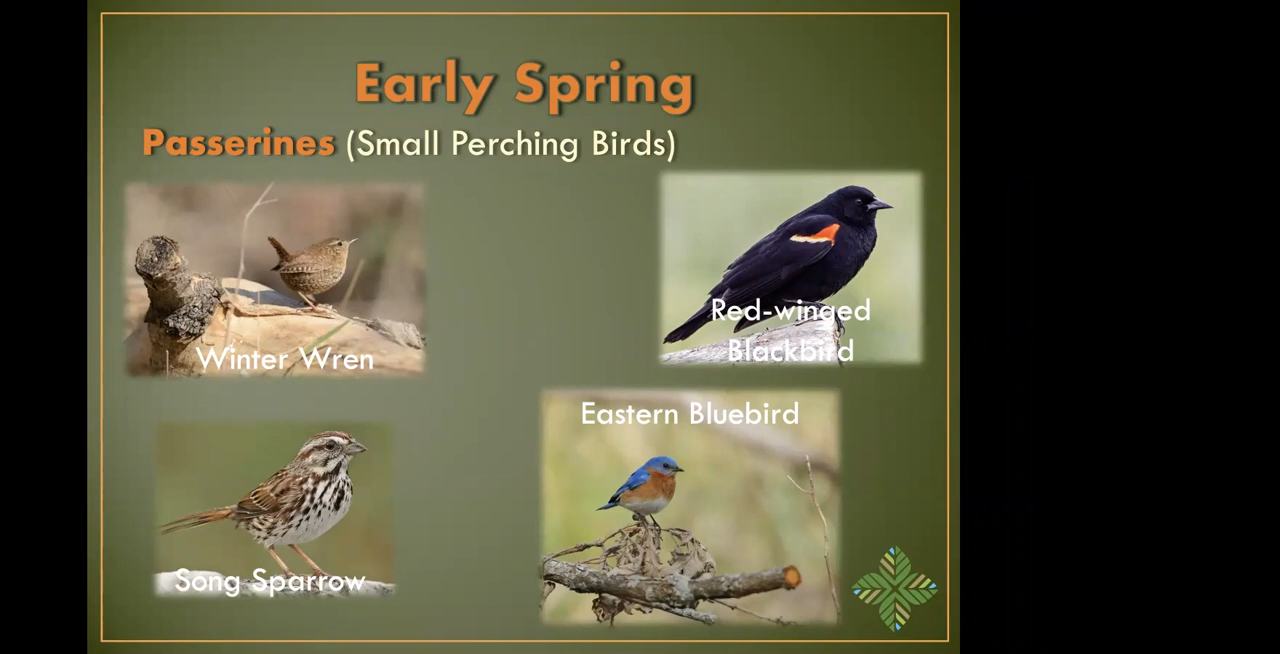 Early Spring
Passerines (Small Perching Birds)
Winter Wren
Red-winged
Blackbird
Eastern Bluebird
Song Sparrow